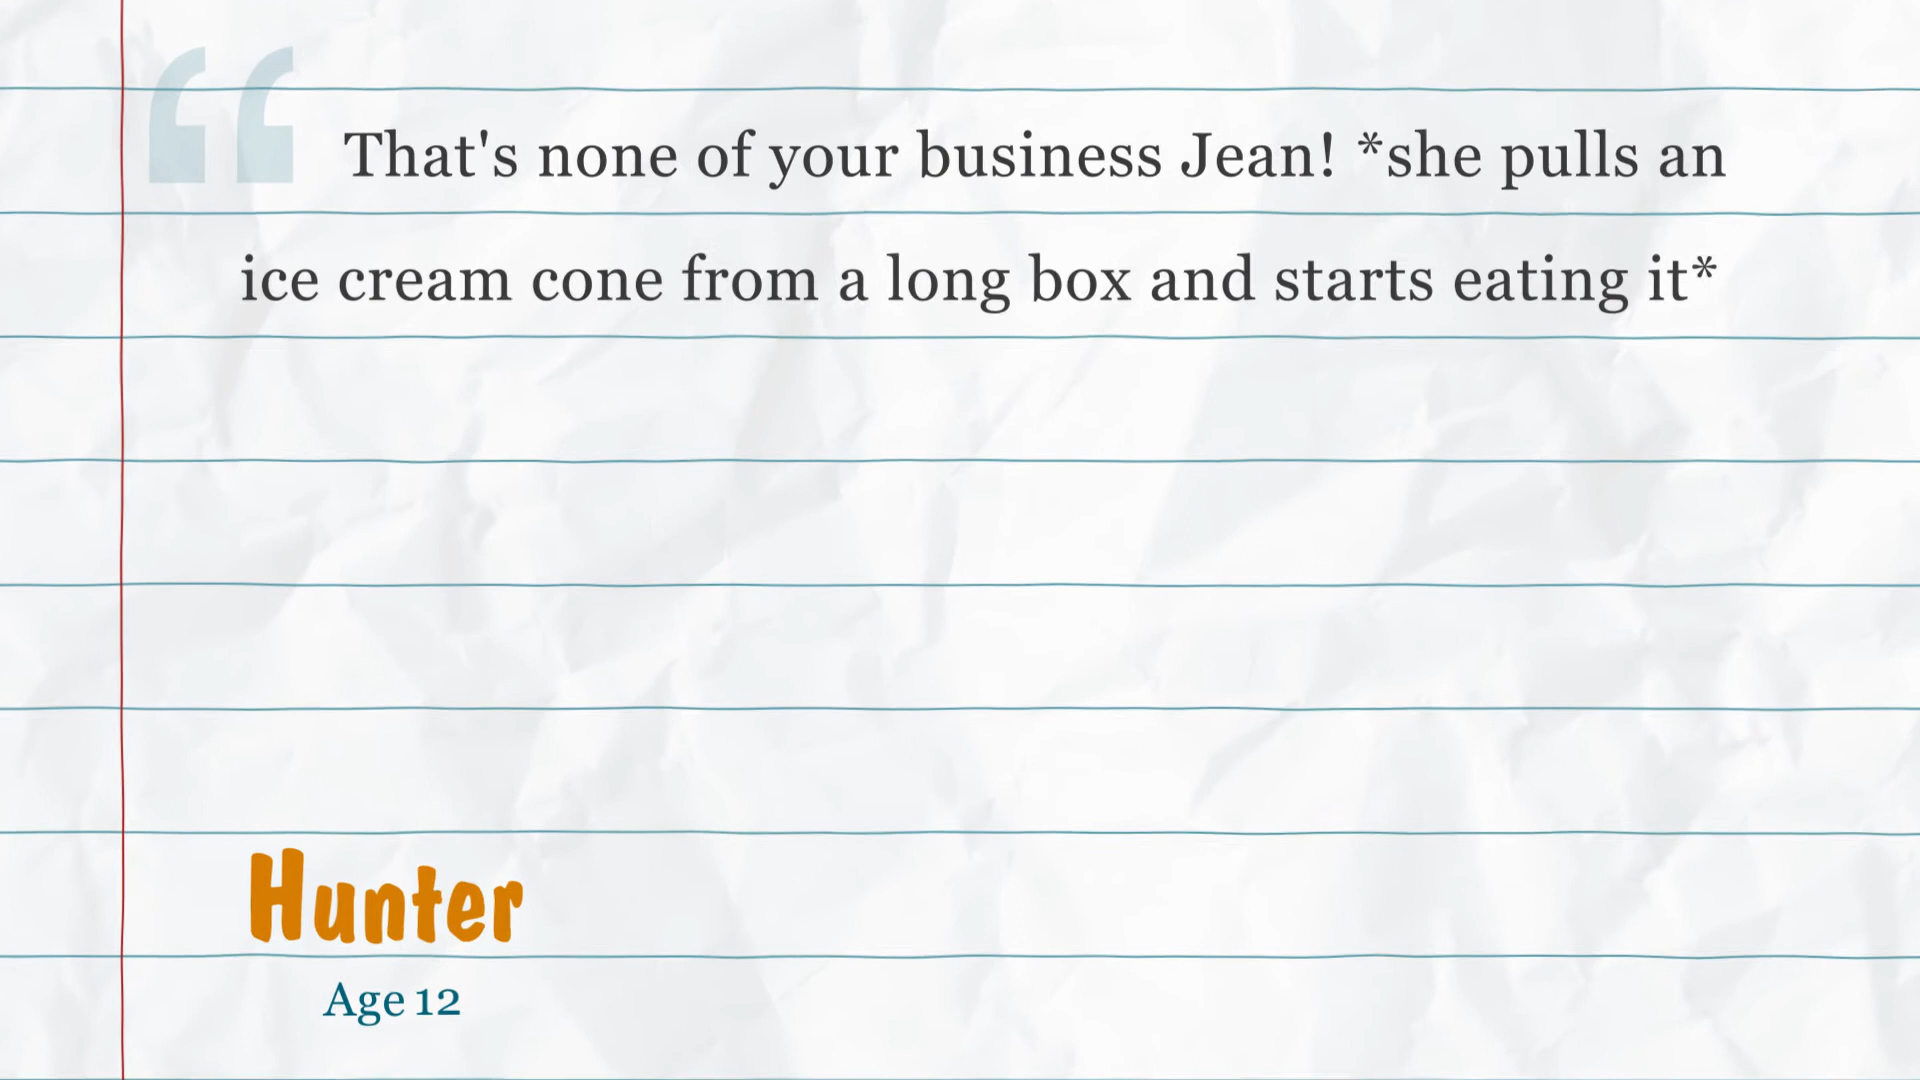 “
That's none of your business Jean! *she pulls an
ice cream cone from a long box and starts eating it*
Hunter
Age 12